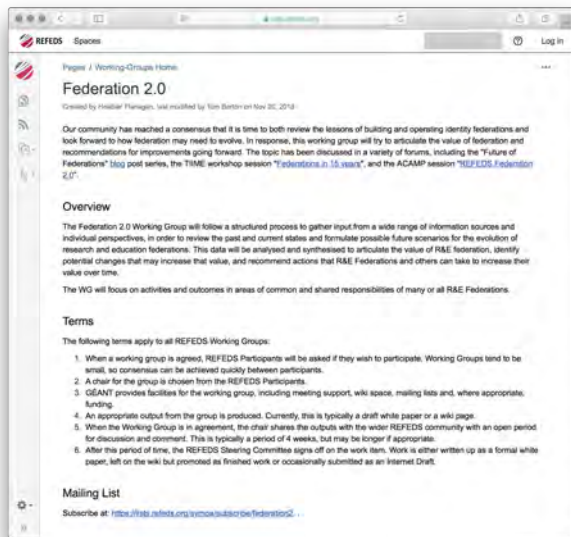 REFEDS Spaces Log in
Pages / Working-Groups Home
Federation 2.0
Created by Heather Flanagan, last modified by Tom Barton on Nov 20, 2018
Our community has reached a consensus that it is time to both review the lessons of building and operating identity federations and
look forward to how federation may need to evolve. In response, this working group will try to articulate the value of federation and
recommendations for improvements going forward. The topic has been discussed in a variety of forums, including the "Future of
Federations" blog post series, the TIIME workshop session "Federations in 15 years", and the ACAMP session "REFEDS Federation
2.0".
Overview
The Federation 2.0 Working Group will follow a structured process to gather input from a wide range of information sources and
individual perspectives, in order to review the past and current states and formulate possible future scenarios for the evolution of
research and education federations. This data will be analysed and synthesised to articulate the value of R&E federation, identify
potential changes that may increase that value, and recommend actions that R&E Federations and others can take to increase their
value over time.
The WG will focus on activities and outcomes in areas of common and shared responsibilities of many or all R&E Federations.
Terms
The following terms apply to all REFEDS Working Groups:
1. When a working group is agreed, REFEDS Participants will be asked if they wish to participate. Working Groups tend to be
small, so consensus can be achieved quickly between participants.
2. A chair for the group is chosen from the REFEDS Participants.
3. GÉANT provides facilities for the working group, including meeting support, wiki space, mailing lists and, where appropriate,
funding.
4. An appropriate output from the group is produced. Currently, this is typically a draft white paper or a wiki page.
5. When the Working Group is in agreement, the chair shares the outputs with the wider REFEDS community with an open period
for discussion and comment. This is typically a period of 4 weeks, but may be longer if appropriate.
6. After this period of time, the REFEDS Steering Committee signs off on the work item. Work is either written up as a formal white
paper, left on the wiki but promoted as finished work or occasionally submitted as an Internet Draft.
Mailing List
Subscribe at: https://lists.refeds.org/sympa/subscribe/federation2. .